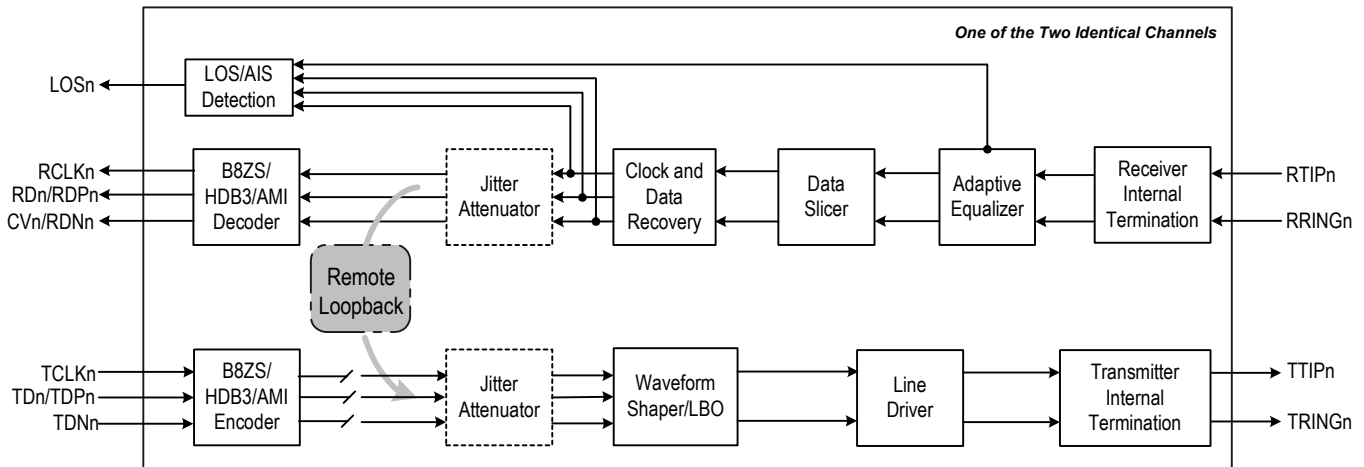 One of the Two Identical Channels
LOSn
LOS/AIS
Detection
RCLKn
RDn/RDPn
CVn/RDNn
B8ZS/
HDB3/AMI
Decoder
Jitter
Attenuator
Clock and
Data
Recovery
Data
Slicer
Adaptive
Equalizer
Receiver
Internal
Termination
RTIPn
RRINGn
Remote
Loopback
TCLKn
TDn/TDPn
TDNn
B8ZS/
HDB3/AMI
Encoder
Jitter
Attenuator
Waveform
Shaper/LBO
Line
Driver
Transmitter
Internal
Termination
TTIPn
TRINGn